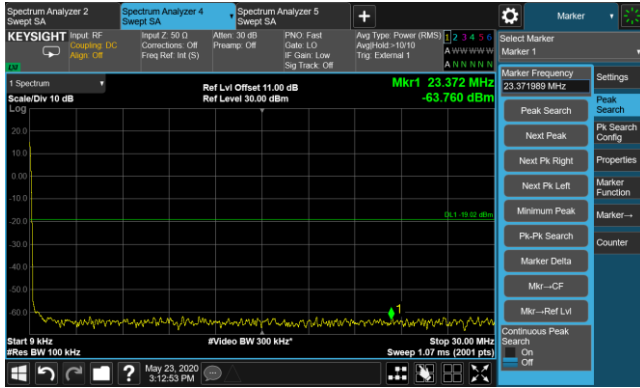 Spectrum Analyzer 2
Swept SA
Spectrum Analyzer 4
Swept SA
Spectrum Analyzer 5
Swept SA
Marker
KEYSIGHT
Input: RF
Coupling: DC
Align: Off
Input Z: 50 Ω
Corrections: Off
Freq Ref: Int (S)
Atten: 30 dB
Preamp: Off
PNO: Fast
Gate: LO
IF Gain: Low
Sig Track: Off
Avg Type: Power (RMS)
Avg|Hold >10/10
Trig: External 1
1 2 3 4 5 6
A W W W W W
A N N N N N
Select Marker
Marker 1
1 Spectrum
Scale/Div 10 dB
Log
Ref Lvl Offset 11.00 dB
Ref Level 30.00 dBm
Mkr1 23.372 MHz
-63.760 dBm
20.0
10.0
0.00
-10.0
-20.0
-30.0
-40.0
-50.0
-60.0
DL1 -19.02 dBm
1
Start 9 kHz
#Res BW 100 kHz
#Video BW 300 kHz*
Stop 30.00 MHz
Sweep 1.07 ms (2001 pts)
Marker Frequency
23.371989 MHz
Peak Search
Next Peak
Next Pk Right
Next Pk Left
Minimum Peak
Pk-Pk Search
Marker Delta
Mkr→CF
Mkr→Ref Lvl
Continuous Peak
Search
On
Off
Settings
Peak
Search
Pk Search
Config
Properties
Marker
Function
Marker→
Counter
?
May 23, 2020
3:12:53 PM